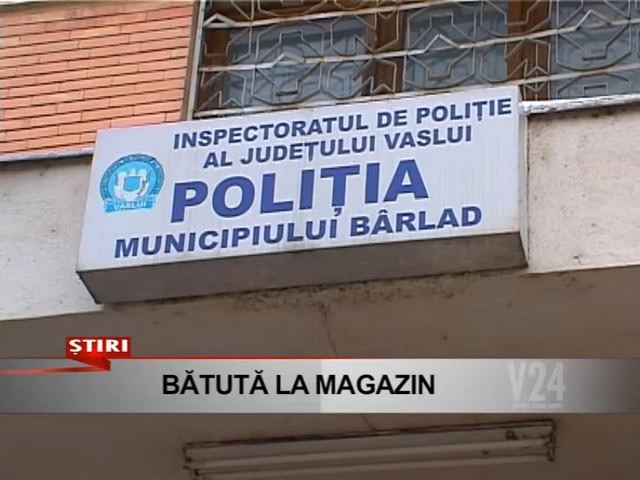 INSPECTORATUL DE POLIȚIE
AL JUDEȚULUI VASLUI
POLIȚIA
MUNICIPIULUI BÂRLAD
VASLUI
ȘTIRI
BĂTUTĂ LA MAGAZIN
V24